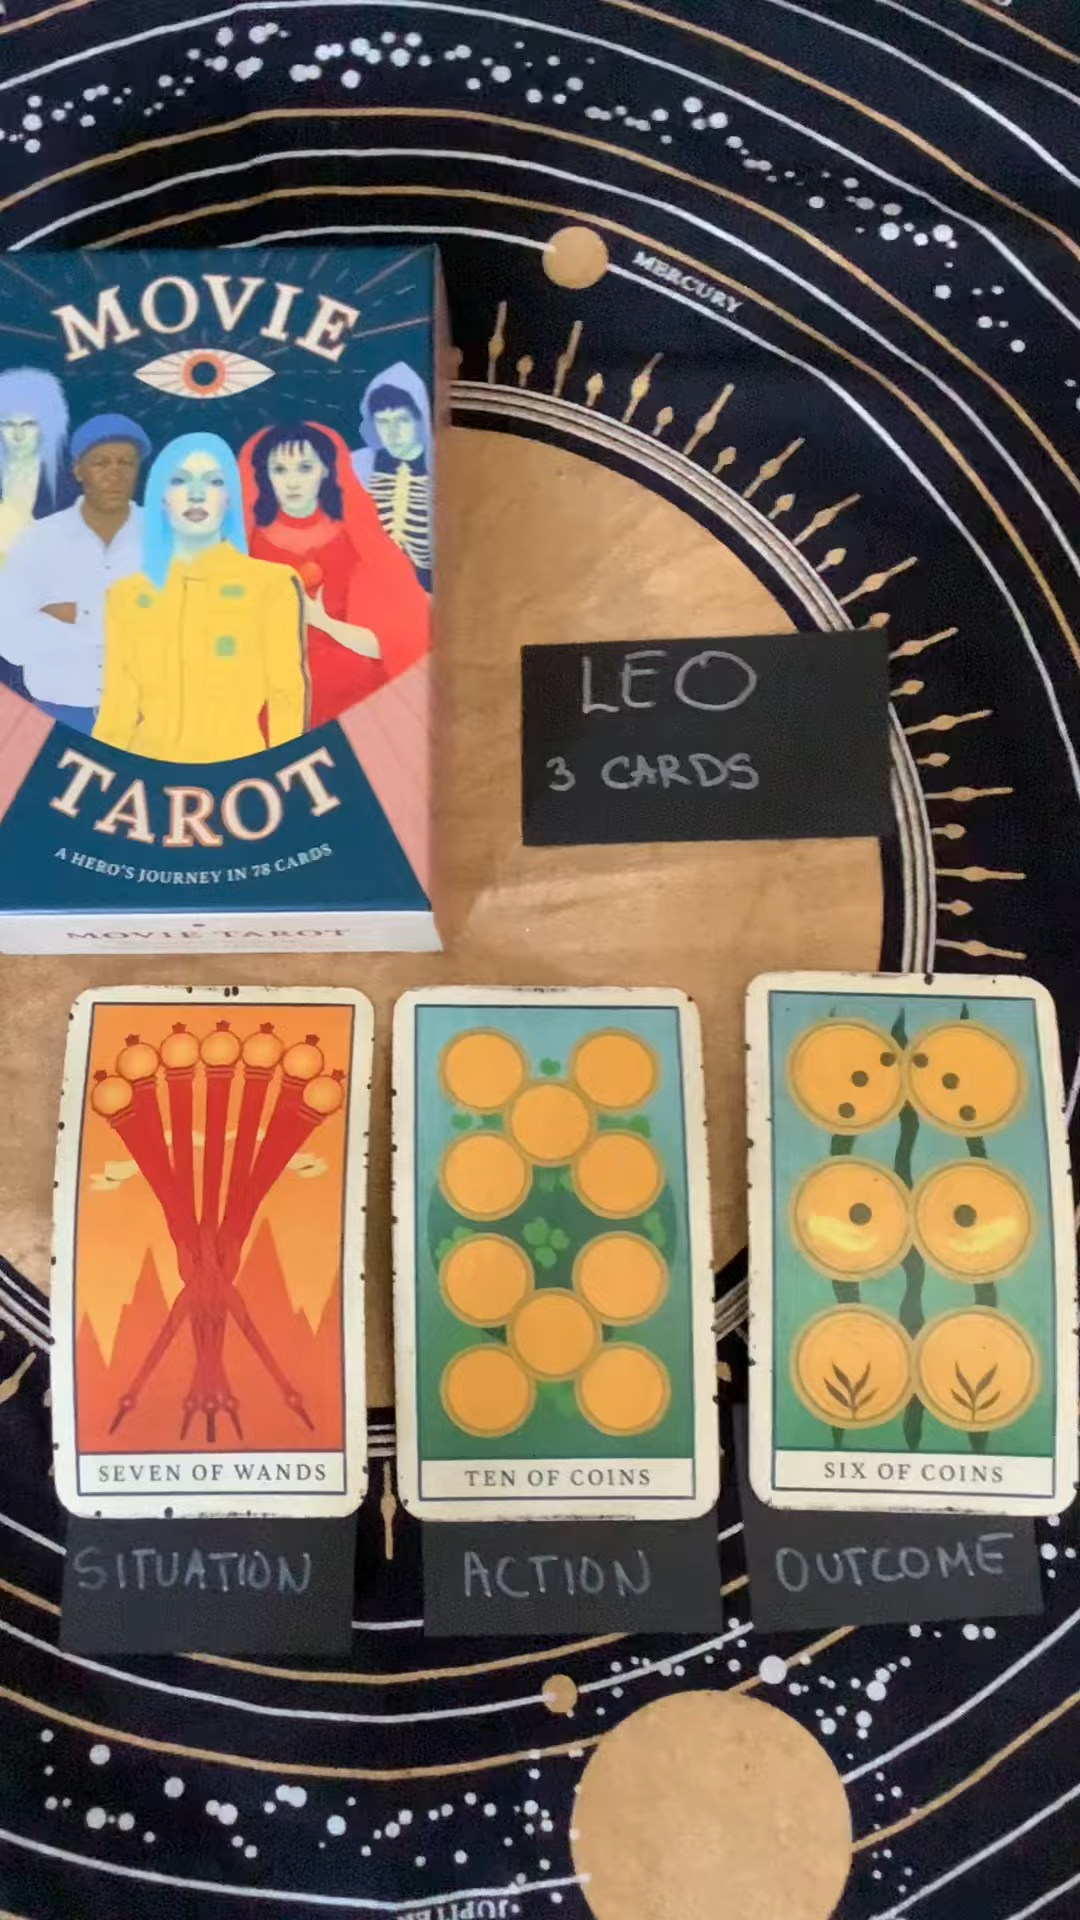 MERCURY
MOVIE
TAROT
A HERO'S JOURNEY IN 78 CARDS
MOVIE TAROT
LEO
3 CARDS
SEVEN OF WANDS
TEN OF COINS
SIX OF COINS
SITUATION
ACTION
OUTCOME
JUPITER